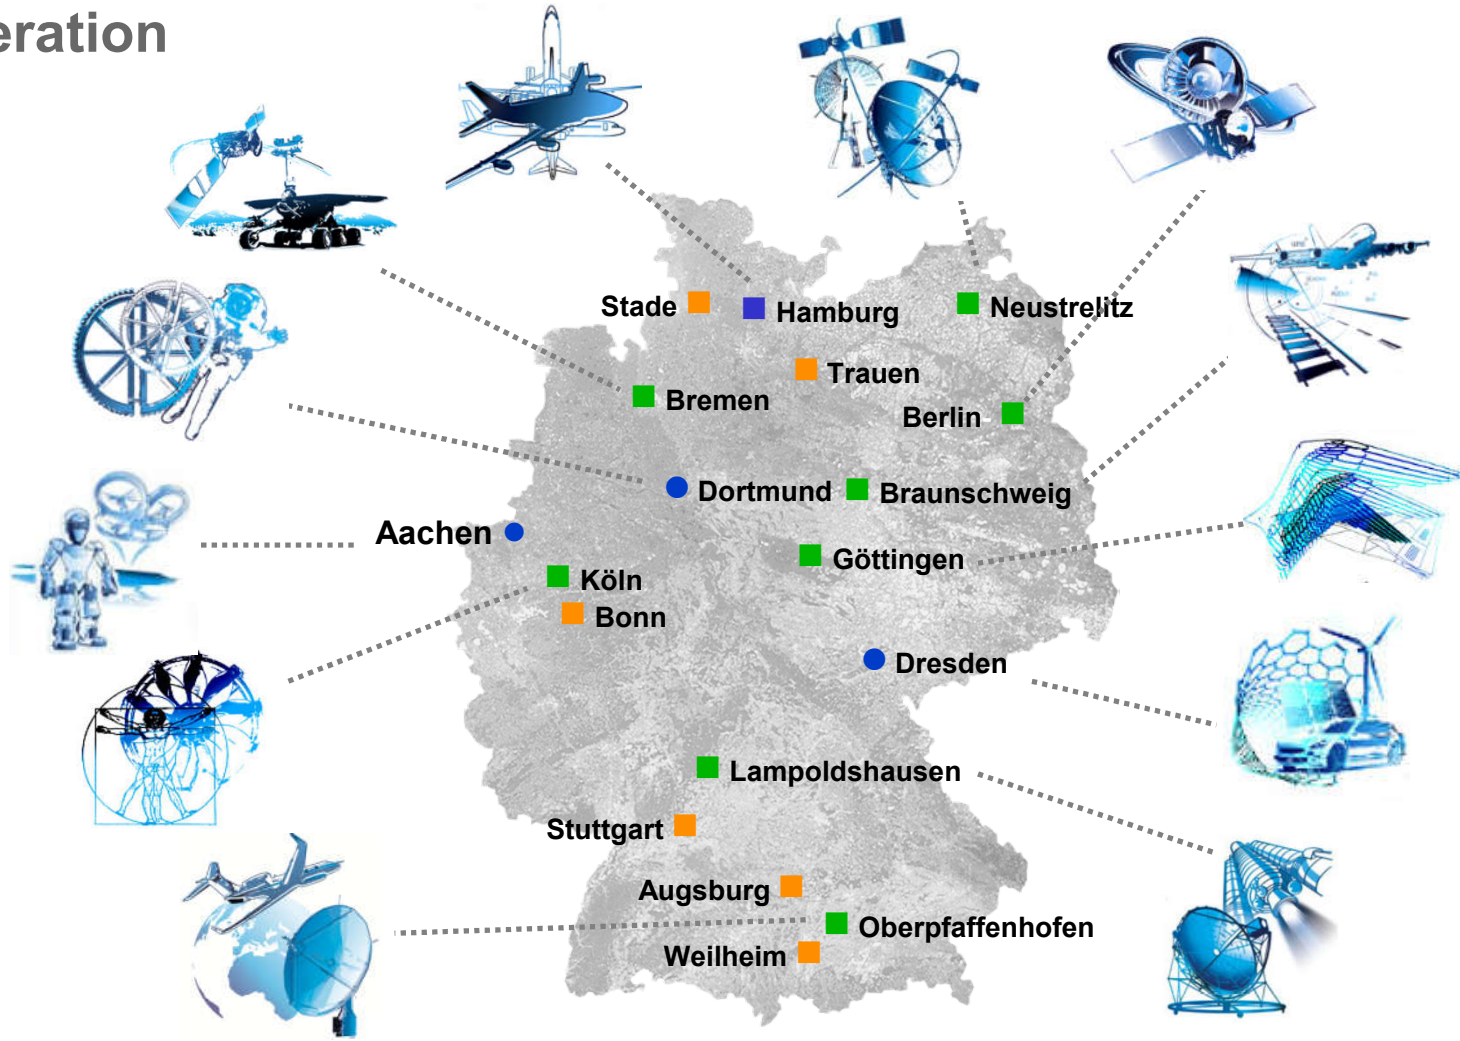 eration
Stade
Hamburg
Neustrelitz
Trauen
Bremen
Berlin
Dortmund
Braunschweig
Aachen
Göttingen
Köln
Bonn
Dresden
Lampoldshausen
Stuttgart
Augsburg
Oberpfaffenhofen
Weilheim